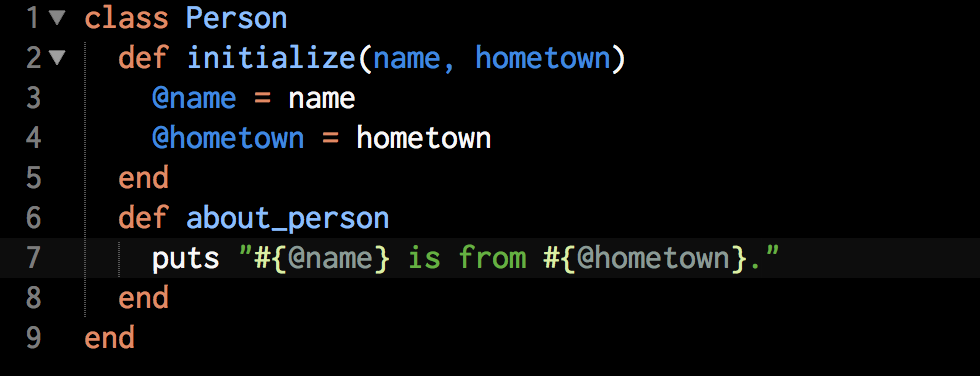 1 ▼ class Person
2 ▼   def initialize(name, hometown)
3       @name = name
4       @hometown = hometown
5     end
6     def about_person
7       puts "#{@name} is from #{@hometown}."
8     end
9   end